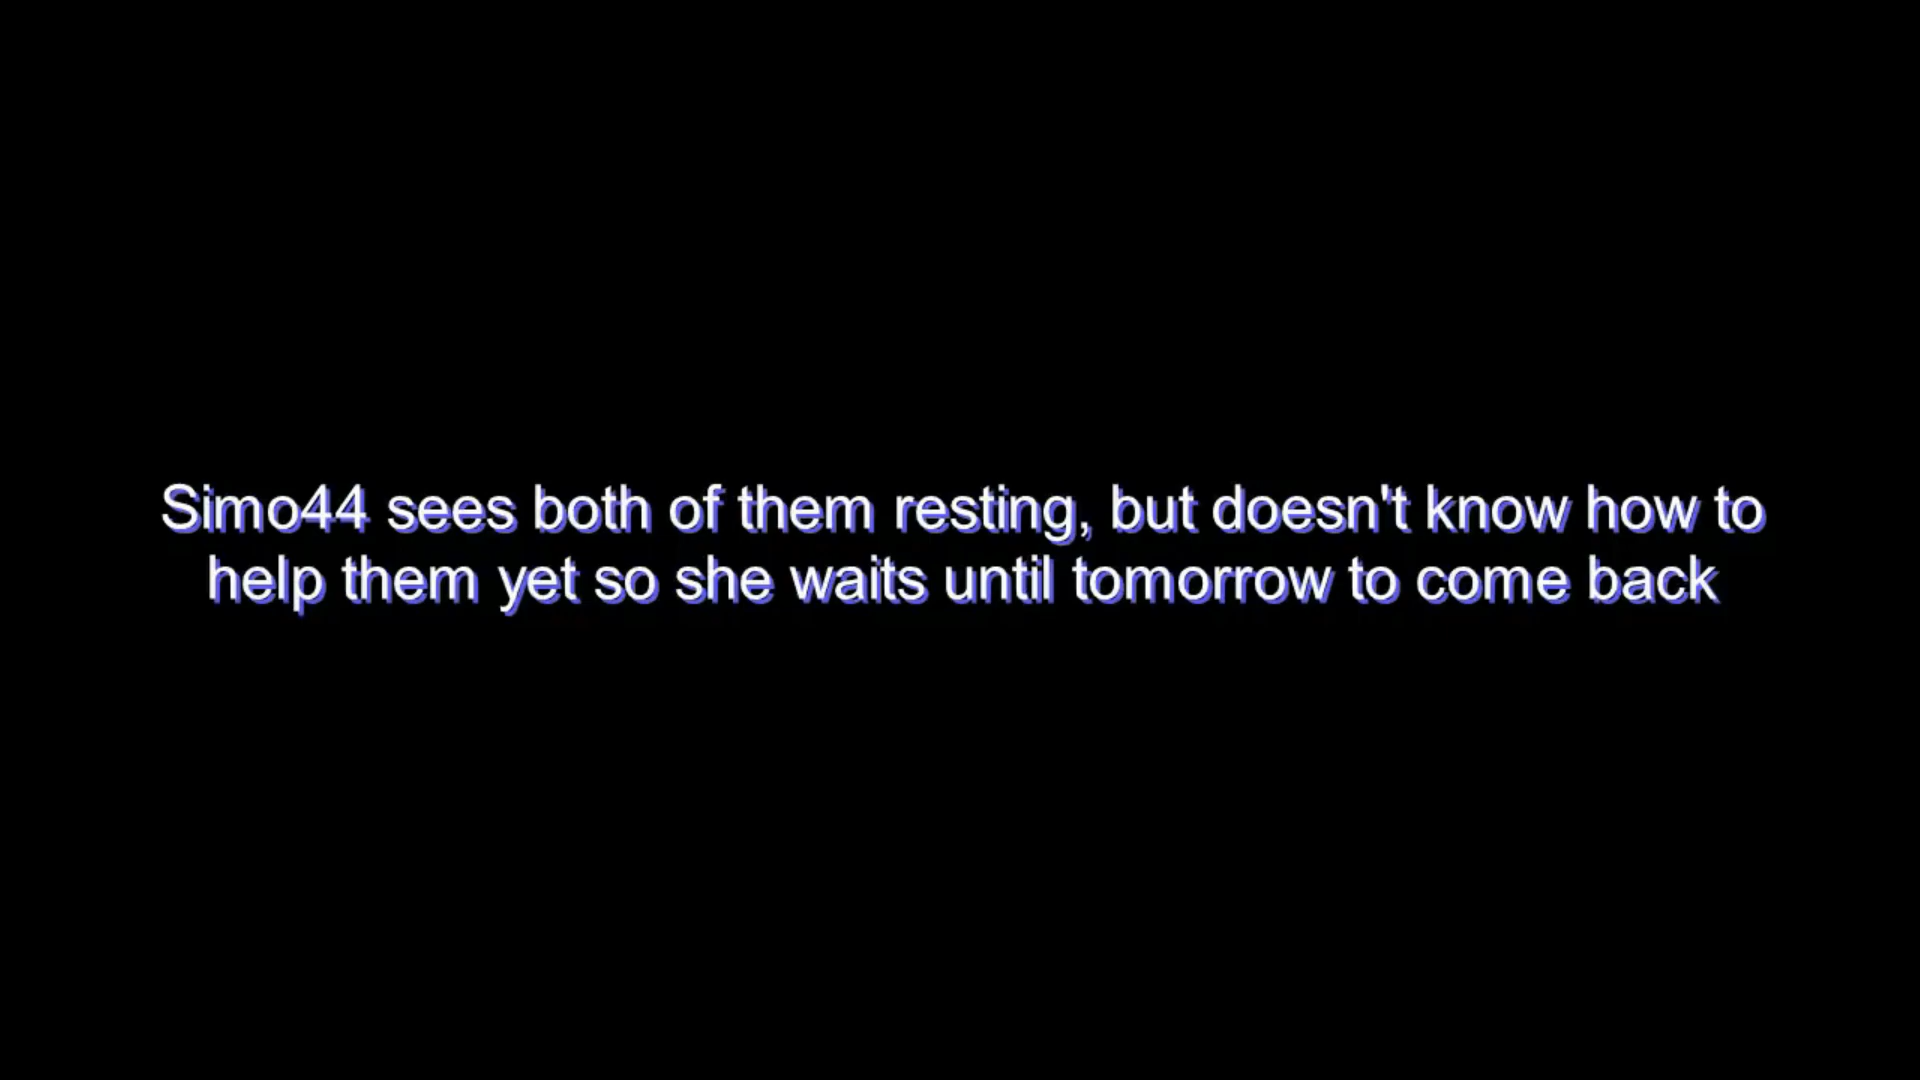 Simo44 sees both of them resting, but doesn't know how to
help them yet so she waits until tomorrow to come back